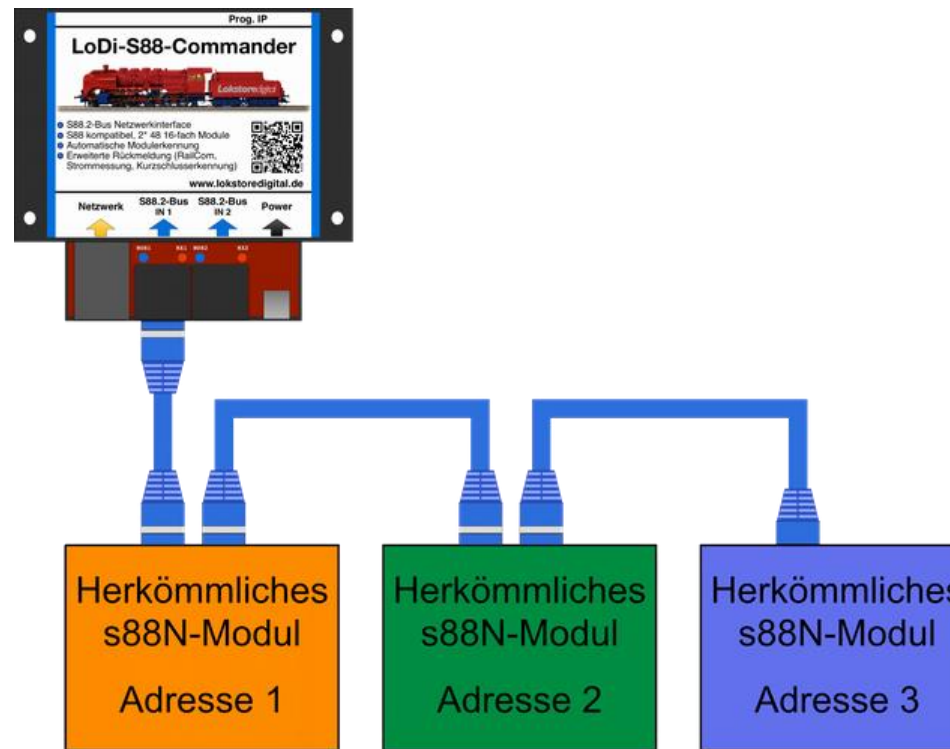 Prog. IP
LoDi-S88-Commander
Lokstoredigital
S88.2-Bus Netzwerkinterface
S88 kompatibel, 2* 48 16-fach Module
Automatische Modulerkennung
Erweiterte Rückmeldung (RailCom,
Strommessung, Kurzschlusserkennung)
www.lokstoredigital.de
Netzwerk S88.2-Bus IN 1 S88.2-Bus IN 2 Power
Herkömmliches
s88N-Modul
Adresse 1
Herkömmliches
s88N-Modul
Adresse 2
Herkömmliches
s88N-Modul
Adresse 3